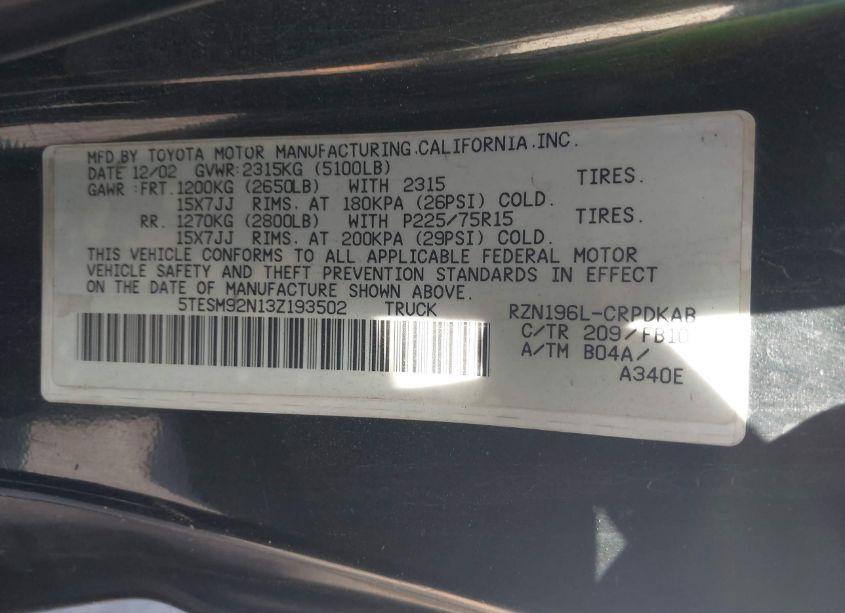 MFD BY TOYOTA MOTOR MANUFACTURING.CALIFORNIA.INC.
DATE 12/02 GVWR:2315KG (5100LB)
GAWR :FRT.1200KG (2650LB) WITH 2315 TIRES.
15X7JJ RIMS. AT 180KPA (26PSI) COLD.
RR. 1270KG (2800LB) WITH P225/75R15 TIRES.
15X7JJ RIMS. AT 200KPA (29PSI) COLD.
THIS VEHICLE CONFORMS TO ALL APPLICABLE FEDERAL MOTOR
VEHICLE SAFETY AND THEFT PREVENTION STANDARDS IN EFFECT
ON THE DATE OF MANUFACTURE SHOWN ABOVE.
5TESM92N13Z193502 TRUCK RZN196L-CRPDKAB
C/TR 209/FB10
A/TM B04A/
A340E